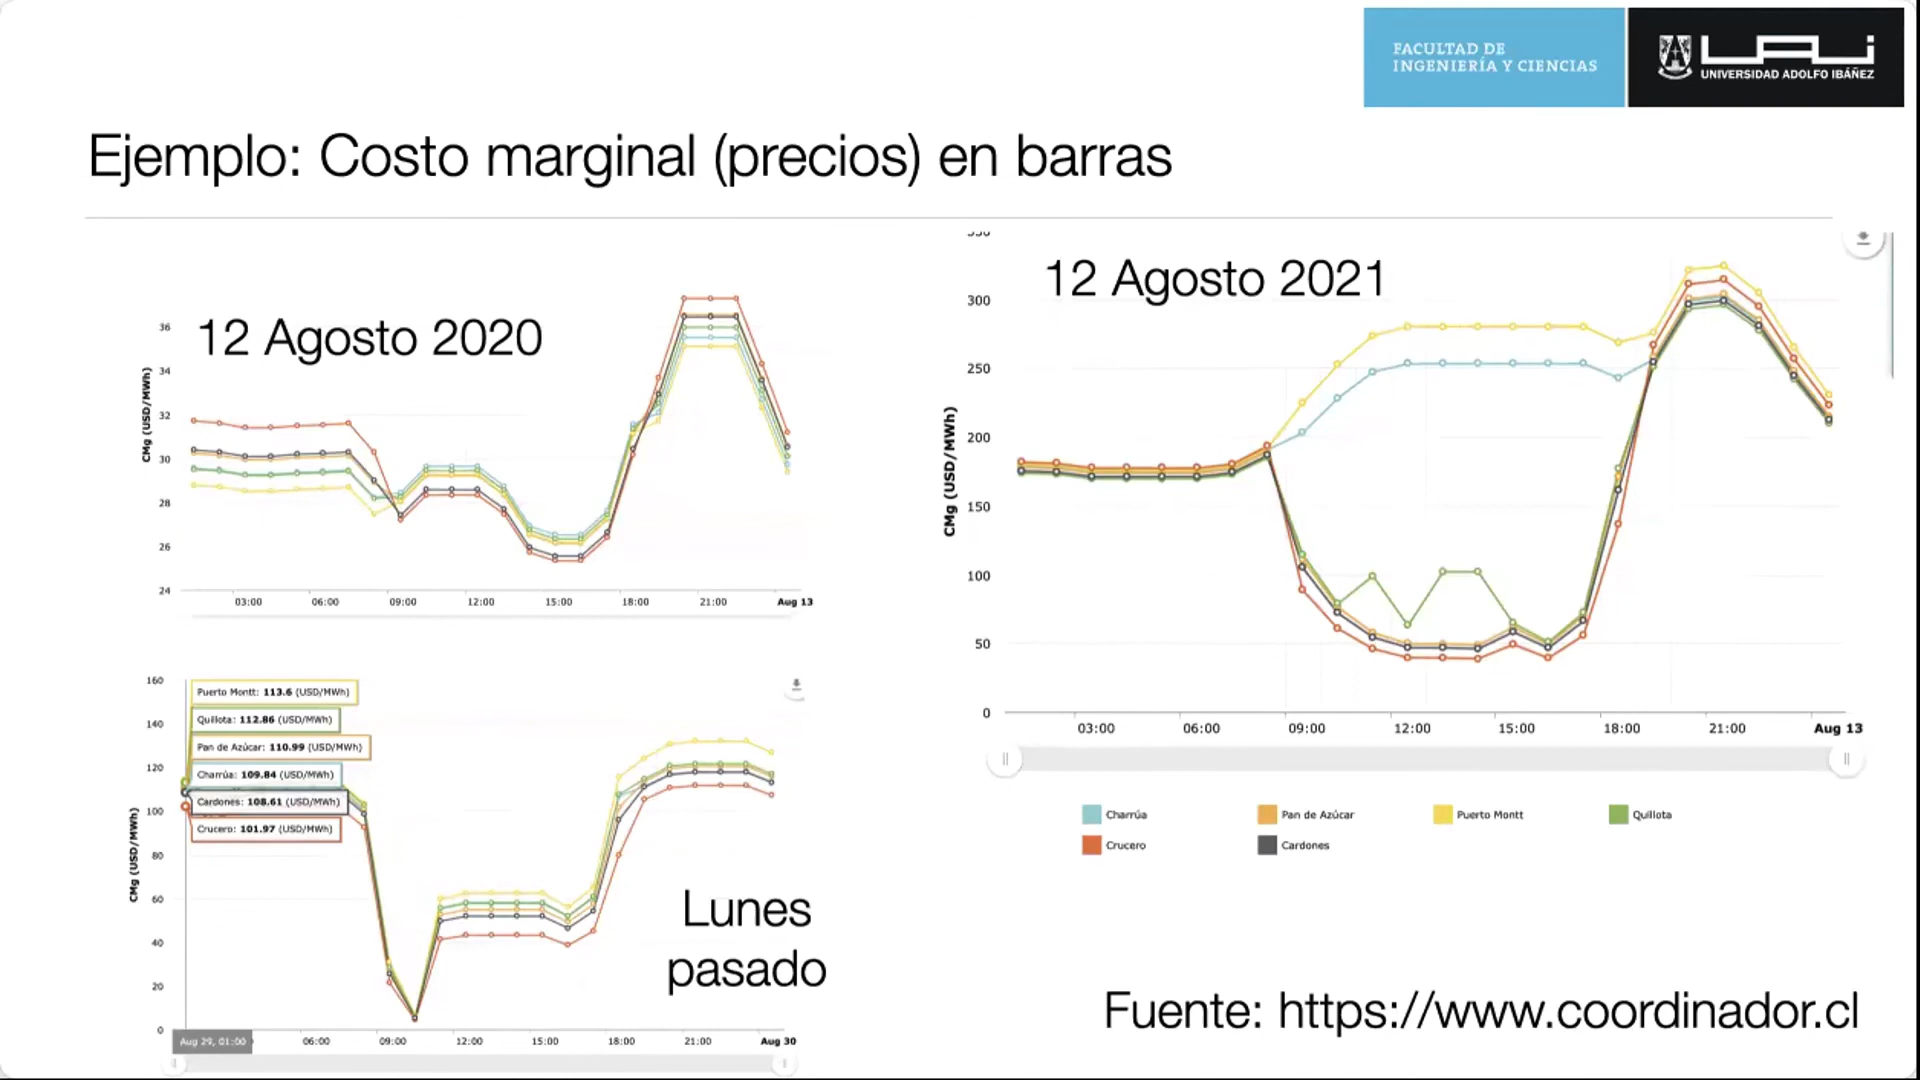 FACULTAD DE
INGENIERÍA Y CIENCIAS
UNIVERSIDAD ADOLFO IBÁÑEZ
Ejemplo: Costo marginal (precios) en barras
12 Agosto 2020
CMg (USD/MWh)
36
34
32
30
28
26
24
03:00 06:00 09:00 12:00 15:00 18:00 21:00 Aug 13
12 Agosto 2021
CMg (USD/MWh)
300
250
200
150
100
50
0
03:00 06:00 09:00 12:00 15:00 18:00 21:00 Aug 13
Charrúa Pan de Azúcar Puerto Montt Quillota
Crucero Cardones
160
140
120
100
80
60
40
20
0
CMg (USD/MWh)
Puerto Montt: 113.6 (USD/MWh)
Quillota: 112.86 (USD/MWh)
Pan de Azúcar: 110.99 (USD/MWh)
Charrúa: 109.84 (USD/MWh)
Cardones: 108.61 (USD/MWh)
Crucero: 101.97 (USD/MWh)
Aug 29, 01:00 06:00 09:00 12:00 15:00 18:00 21:00 Aug 30
Lunes
pasado
Fuente: https://www.coordinador.cl